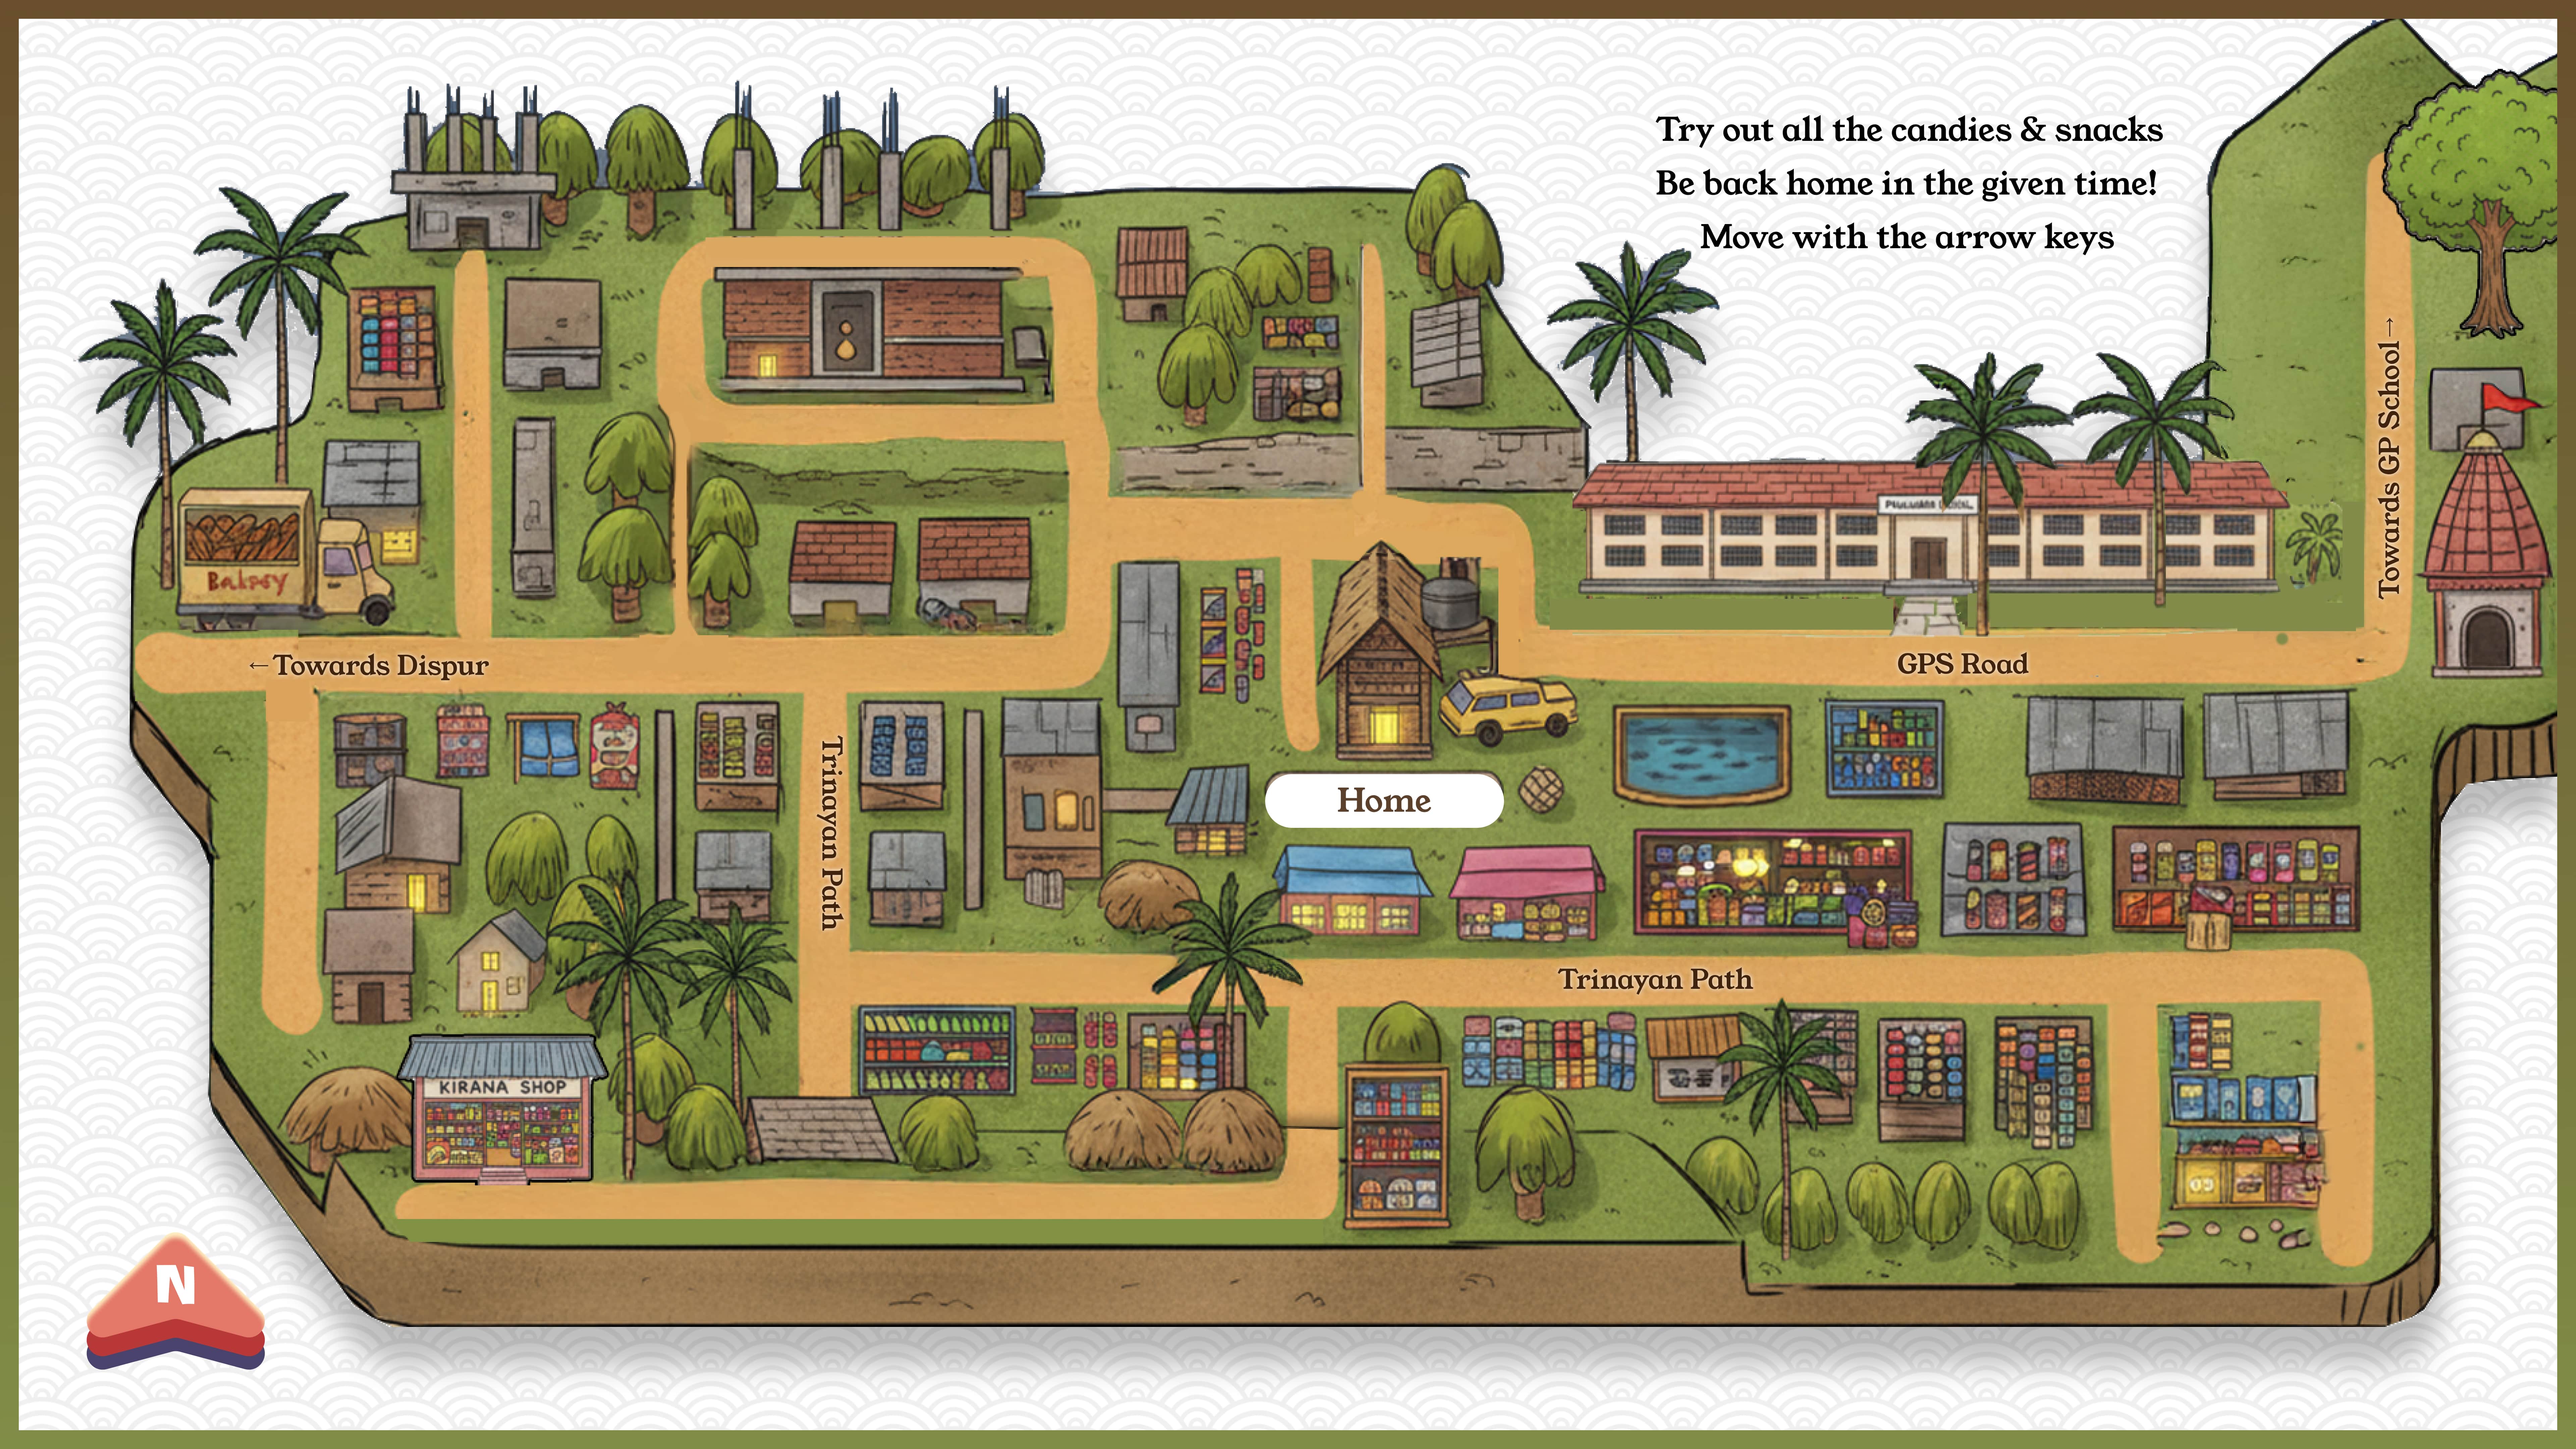 Try out all the candies & snacks
Be back home in the given time!
Move with the arrow keys
Towards GP School→
Bakery
←Towards Dispur
GPS Road
Trinayan Path
Home
Trinayan Path
KIRANA SHOP
N